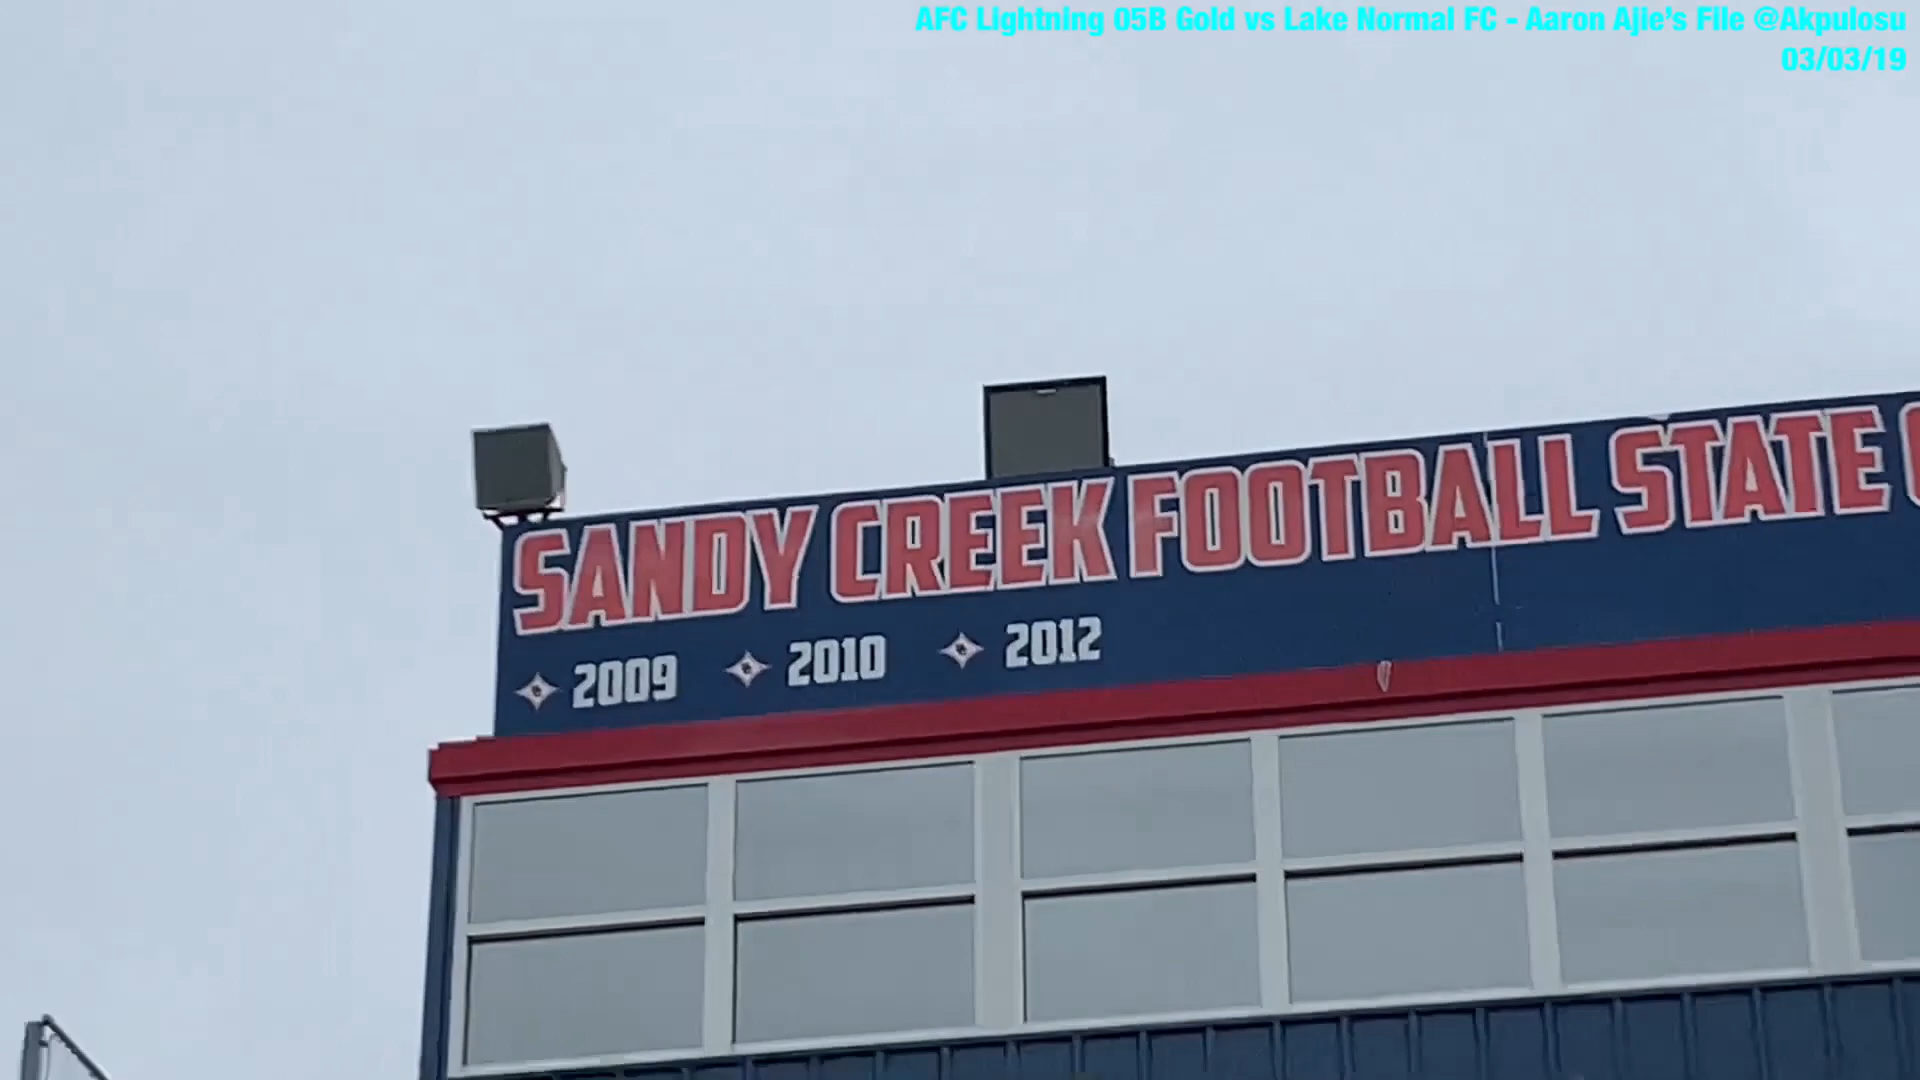 AFC Lightning 05B Gold vs Lake Normal FC - Aaron Ajie's File @Akpulosu
03/03/19
SANDY CREEK FOOTBALL STATE
2009 2010 2012